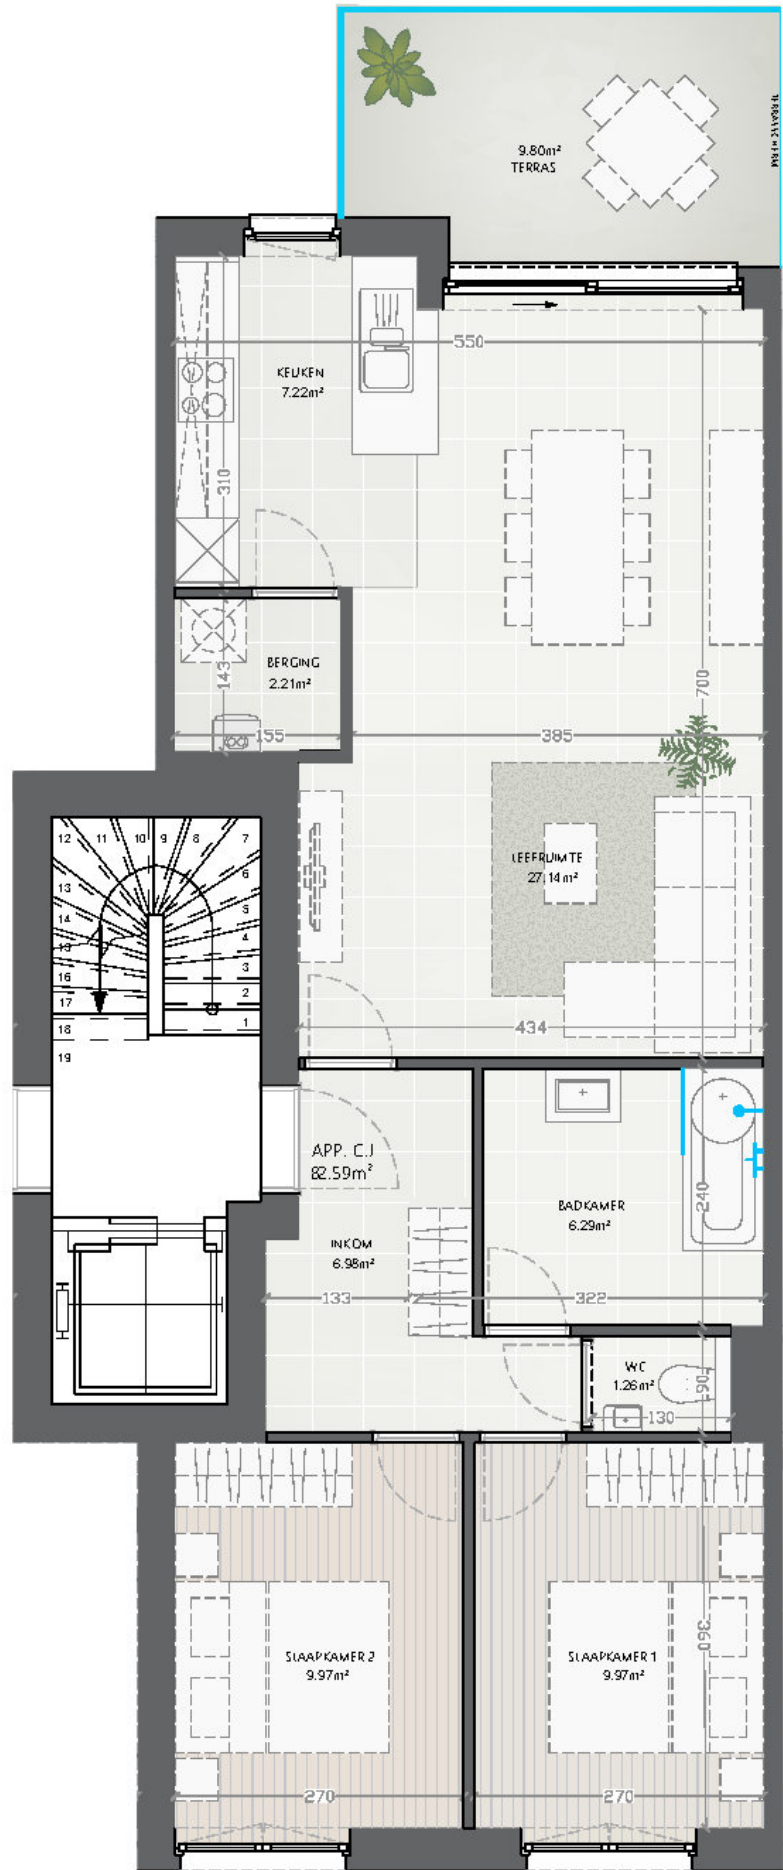 TERRASSCHERM
9.80m²
TERRAS
550
KEUKEN
7.22m²
310
BERGING
2.21m²
143
155
385
700
LEEFRUIMTE
27.14m²
434
12 11 10 9 8 7
13 6
14 5
15 4
16 3
17 2
18 1
19
APP. C.1
82.59m²
INKOM
6.98m²
133
BADKAMER
6.29m²
240
322
WC
1.26m²
90
130
SLAAPKAMER 2
9.97m²
SLAAPKAMER 1
9.97m²
360
270
270